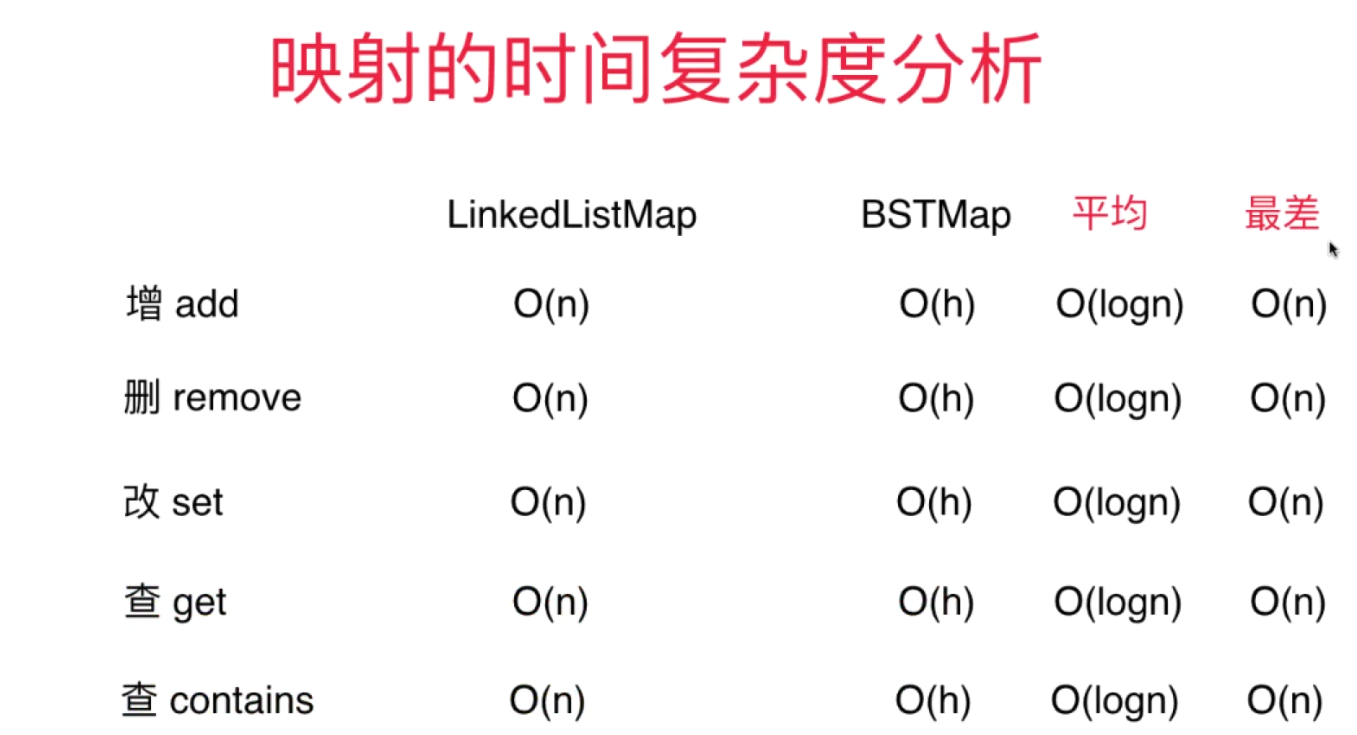 映射的时间复杂度分析
LinkedListMap BSTMap 平均 最差
增 add O(n) O(h) O(logn) O(n)
删 remove O(n) O(h) O(logn) O(n)
改 set O(n) O(h) O(logn) O(n)
查 get O(n) O(h) O(logn) O(n)
查 contains O(n) O(h) O(logn) O(n)